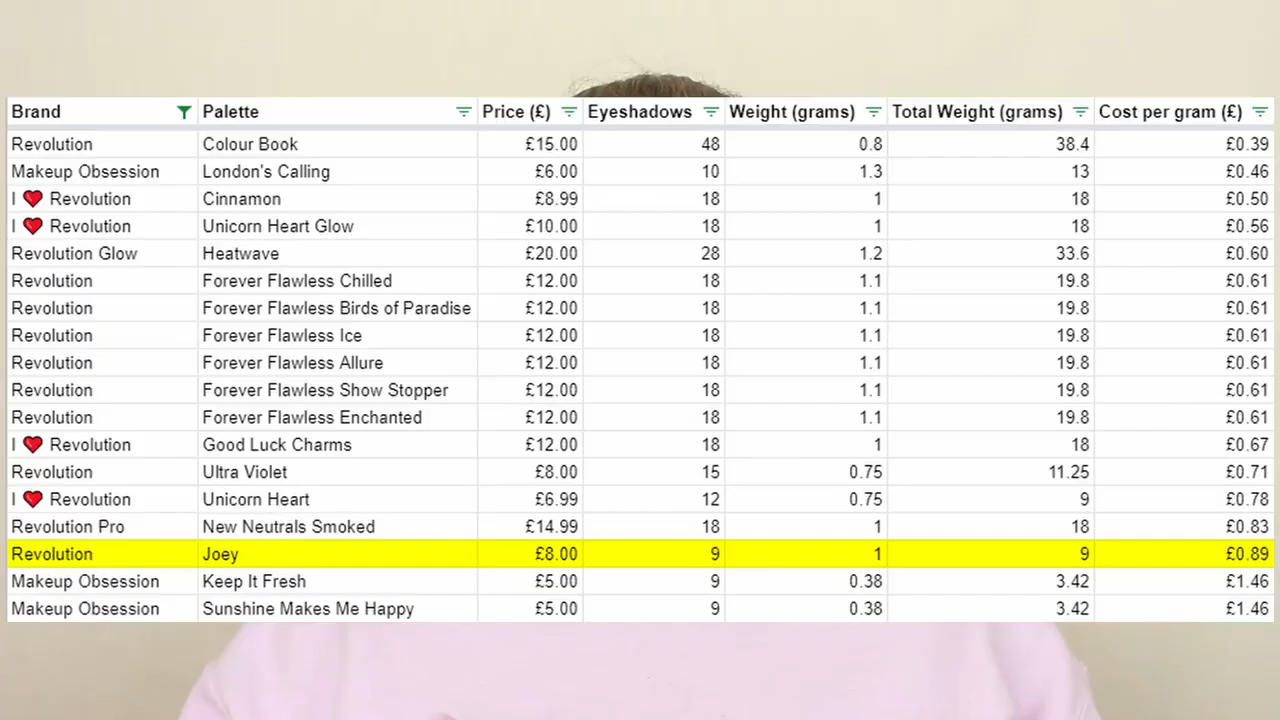 Brand Palette Price (£) Eyeshadows Weight (grams) Total Weight (grams) Cost per gram (£)
Revolution Colour Book £15.00 48 0.8 38.4 £0.39
Makeup Obsession London's Calling £6.00 10 1.3 13 £0.46
I ❤ Revolution Cinnamon £8.99 18 1 18 £0.50
I ❤ Revolution Unicorn Heart Glow £10.00 18 1 18 £0.56
Revolution Glow Heatwave £20.00 28 1.2 33.6 £0.60
Revolution Forever Flawless Chilled £12.00 18 1.1 19.8 £0.61
Revolution Forever Flawless Birds of Paradise £12.00 18 1.1 19.8 £0.61
Revolution Forever Flawless Ice £12.00 18 1.1 19.8 £0.61
Revolution Forever Flawless Allure £12.00 18 1.1 19.8 £0.61
Revolution Forever Flawless Show Stopper £12.00 18 1.1 19.8 £0.61
Revolution Forever Flawless Enchanted £12.00 18 1.1 19.8 £0.61
I ❤ Revolution Good Luck Charms £12.00 18 1 18 £0.67
Revolution Ultra Violet £8.00 15 0.75 11.25 £0.71
I ❤ Revolution Unicorn Heart £6.99 12 0.75 9 £0.78
Revolution Pro New Neutrals Smoked £14.99 18 1 18 £0.83
Revolution Joey £8.00 9 1 9 £0.89
Makeup Obsession Keep It Fresh £5.00 9 0.38 3.42 £1.46
Makeup Obsession Sunshine Makes Me Happy £5.00 9 0.38 3.42 £1.46